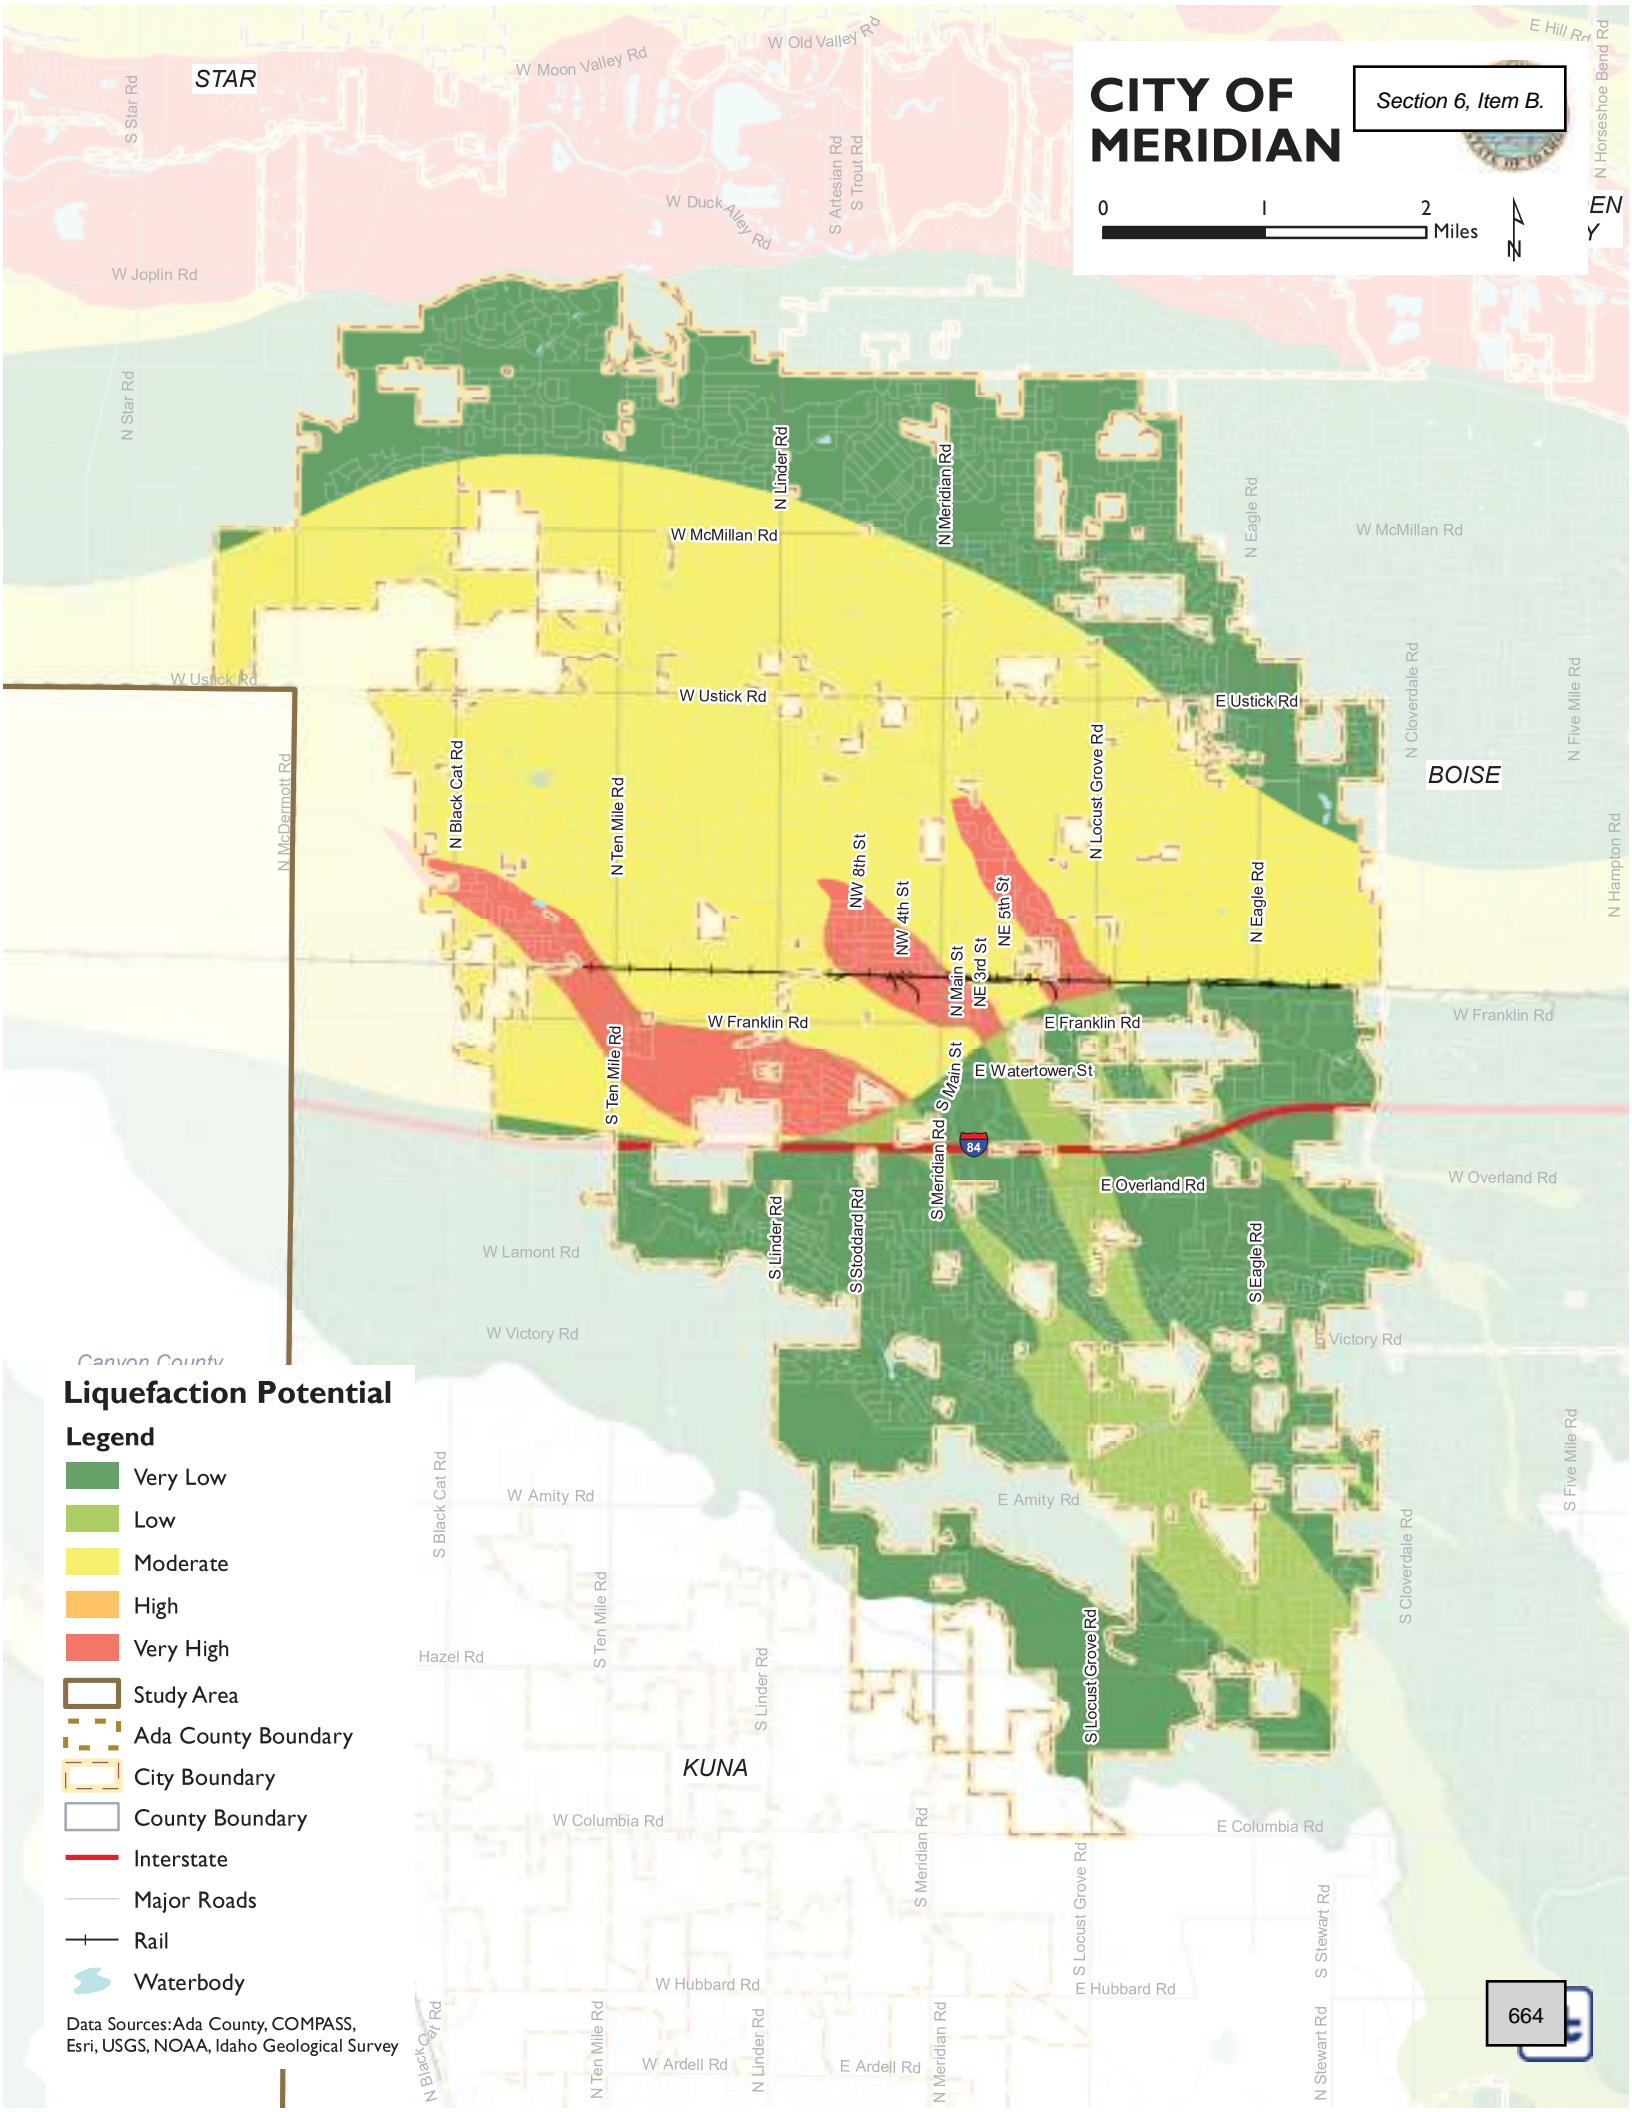 STAR
W Moon Valley Rd
W Old Valley Rd
E Hill Rd
N Horseshoe Bend Rd
S Star Rd
CITY OF
MERIDIAN
Section 6, Item B.
0 1 2
Miles
N
EN
Y
S Artesian Rd
S Trout Rd
W Duck Alley Rd
W Joplin Rd
N Star Rd
N Linder Rd
N Meridian Rd
N Eagle Rd
W McMillan Rd
W McMillan Rd
W Ustick Rd
W Ustick Rd
E Ustick Rd
N Cloverdale Rd
N Five Mile Rd
BOISE
N McDermott Rd
N Black Cat Rd
N Ten Mile Rd
N Locust Grove Rd
NW 8th St
NW 4th St
NE 5th St
N Main St
NE 3rd St
N Eagle Rd
N Hampton Rd
W Franklin Rd
E Franklin Rd
W Franklin Rd
S Ten Mile Rd
S Main St
E Watertower St
84
S Meridian Rd
E Overland Rd
W Overland Rd
S Linder Rd
S Stoddard Rd
S Eagle Rd
W Lamont Rd
W Victory Rd
E Victory Rd
Canyon County
Liquefaction Potential
Legend
Very Low
Low
Moderate
High
Very High
Study Area
Ada County Boundary
City Boundary
County Boundary
Interstate
Major Roads
Rail
Waterbody
Data Sources: Ada County, COMPASS,
Esri, USGS, NOAA, Idaho Geological Survey
S Black Cat Rd
W Amity Rd
E Amity Rd
S Five Mile Rd
S Cloverdale Rd
S Ten Mile Rd
Hazel Rd
S Linder Rd
S Locust Grove Rd
KUNA
W Columbia Rd
S Meridian Rd
E Columbia Rd
S Locust Grove Rd
S Stewart Rd
W Hubbard Rd
E Hubbard Rd
N Black Cat Rd
N Ten Mile Rd
N Linder Rd
W Ardell Rd
E Ardell Rd
N Meridian Rd
N Stewart Rd
664